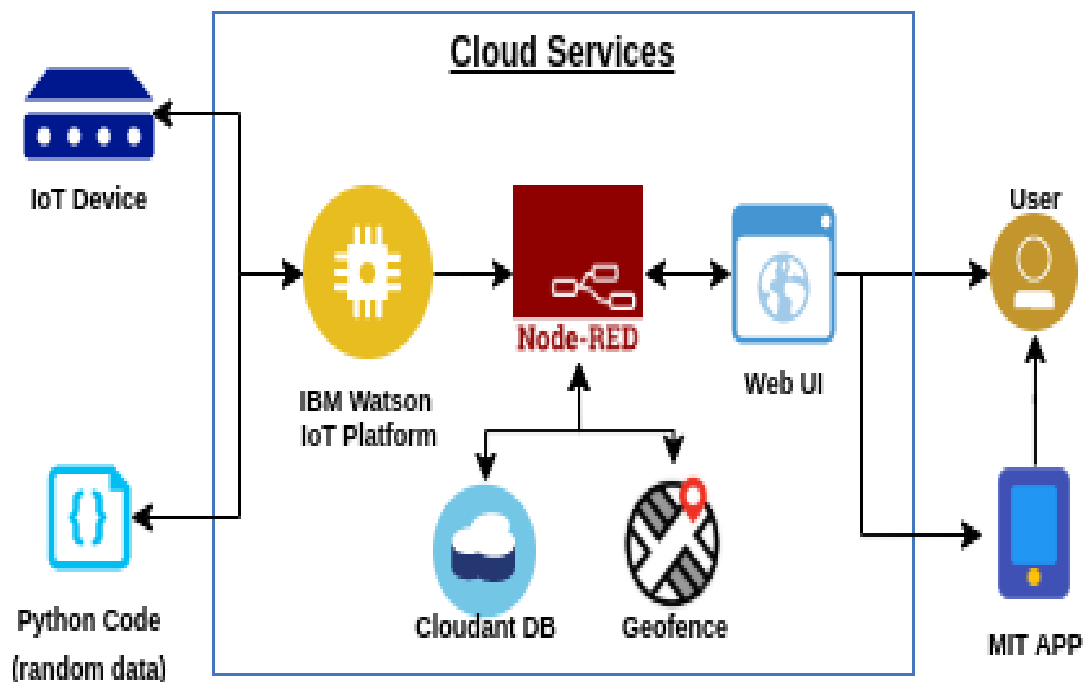 Cloud Services
IoT Device
User
Node-RED
Web UI
IBM Watson
IoT Platform
Cloudant DB
Geofence
Python Code
(random data)
MIT APP